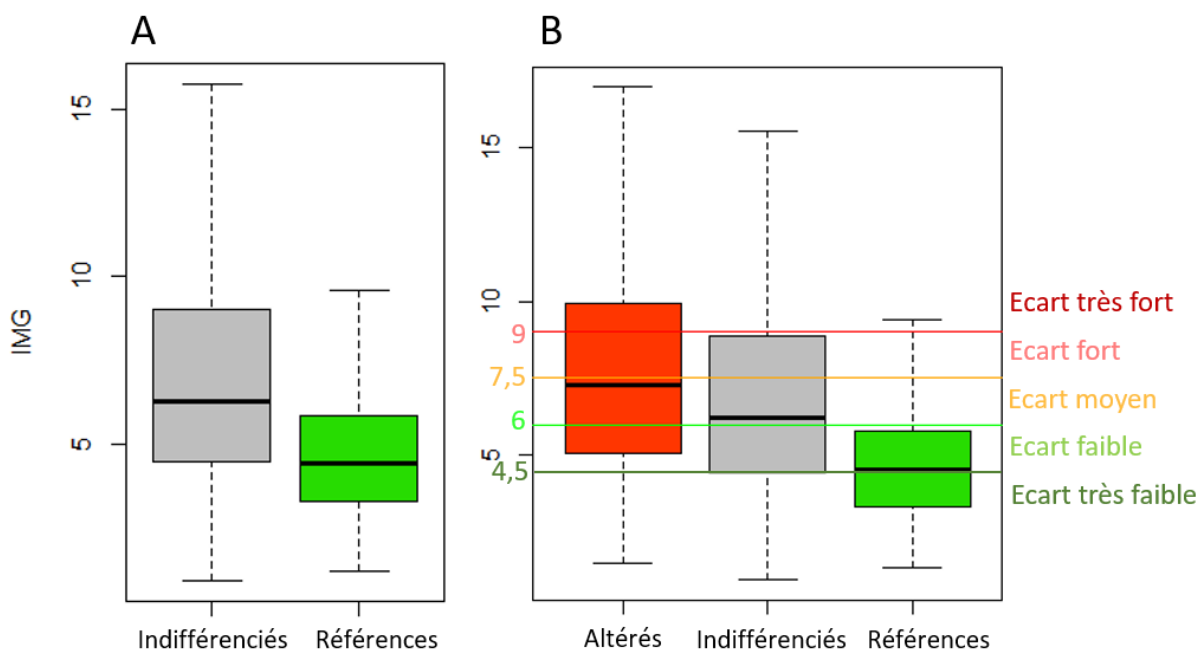 A
B
IMG
15
10
5
Indifférenciés
Références
15
10
5
9
7,5
6
4,5
Ecart très fort
Ecart fort
Ecart moyen
Ecart faible
Ecart très faible
Altérés
Indifférenciés
Références